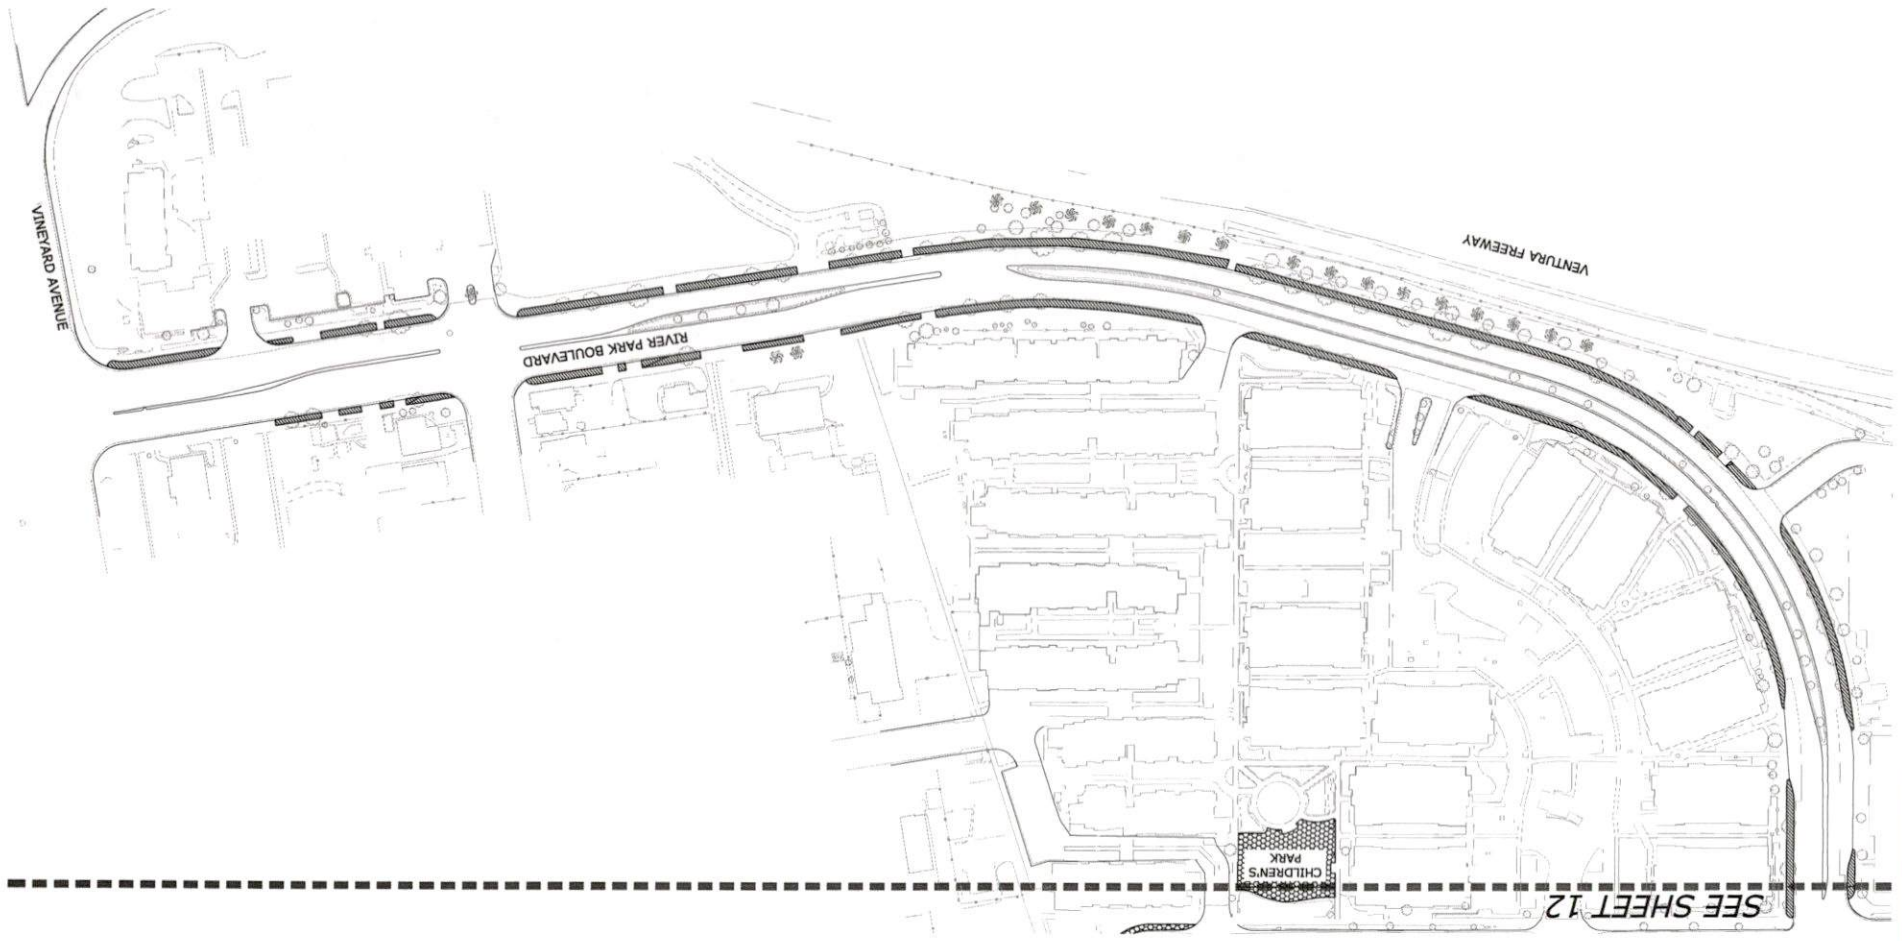 SEE SHEET 12
CHILDREN'S
PARK
RIVER PARK BOULEVARD
VENTURA FREEWAY
VINEYARD AVENUE